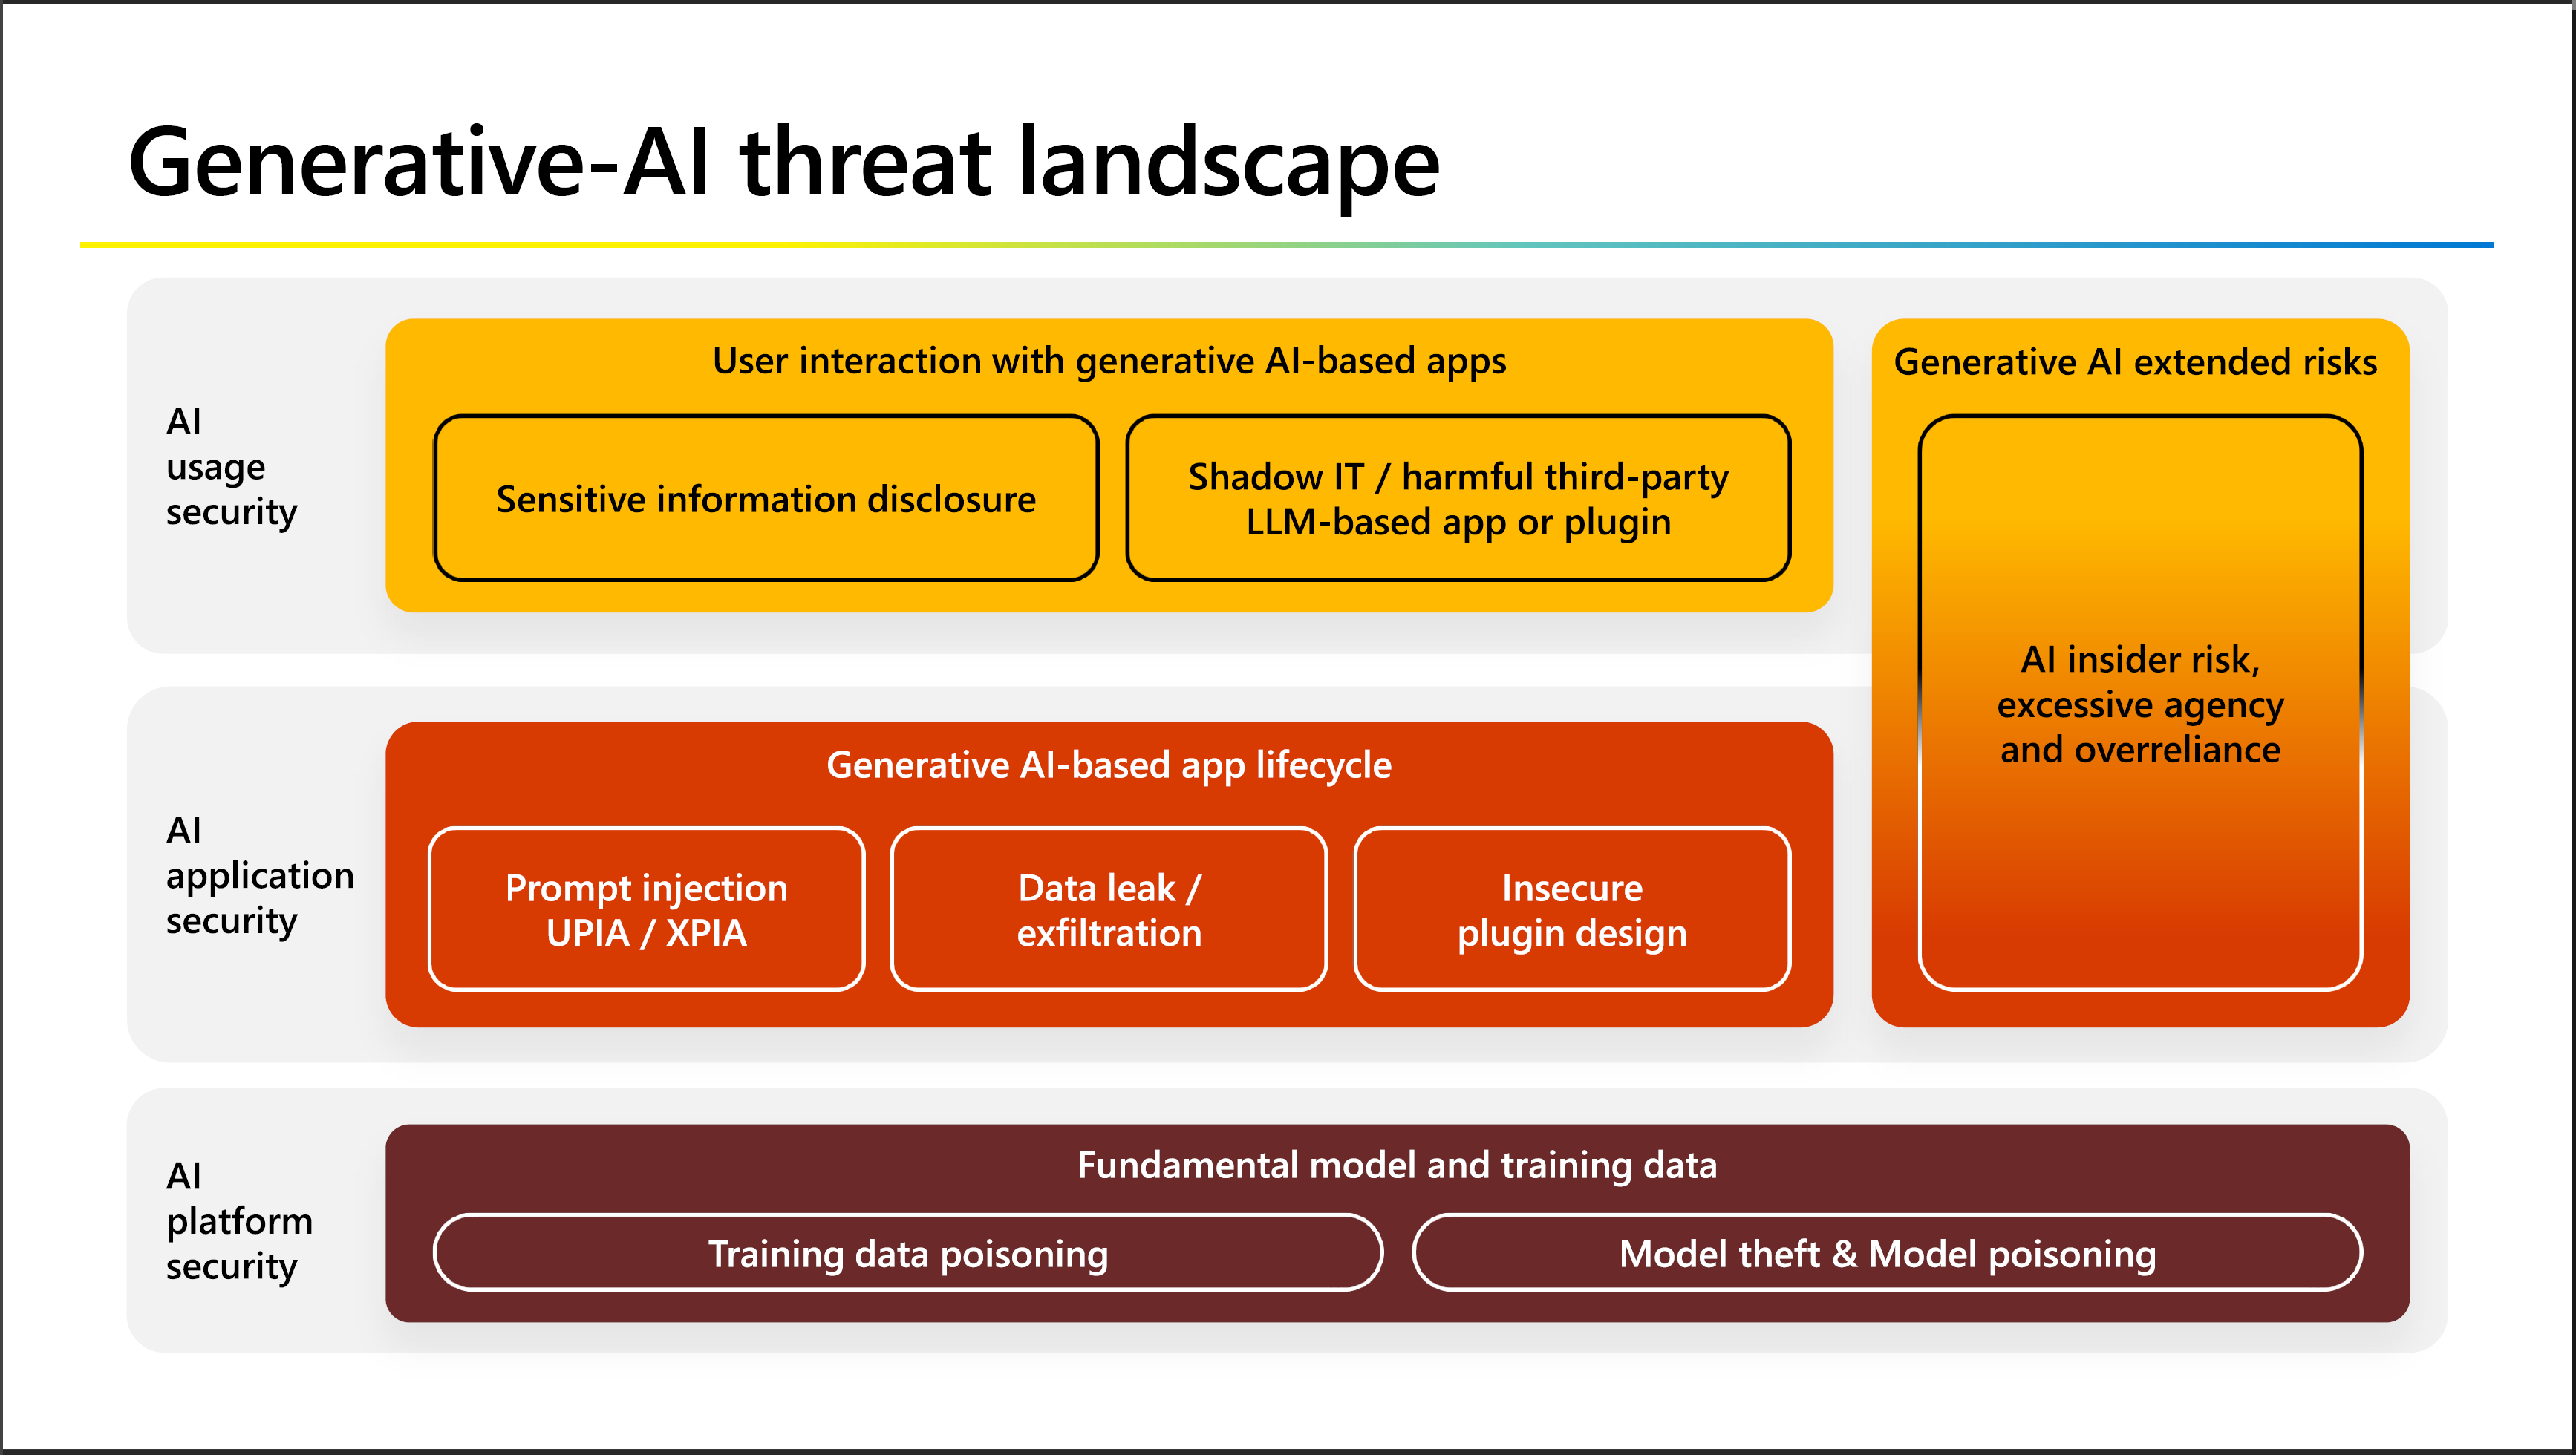 Generative-AI threat landscape
AI
usage
security
User interaction with generative AI-based apps
Sensitive information disclosure
Shadow IT / harmful third-party
LLM-based app or plugin
Generative AI extended risks
AI insider risk,
excessive agency
and overreliance
AI
application
security
Generative AI-based app lifecycle
Prompt injection
UPIA / XPIA
Data leak /
exfiltration
Insecure
plugin design
AI
platform
security
Fundamental model and training data
Training data poisoning
Model theft & Model poisoning